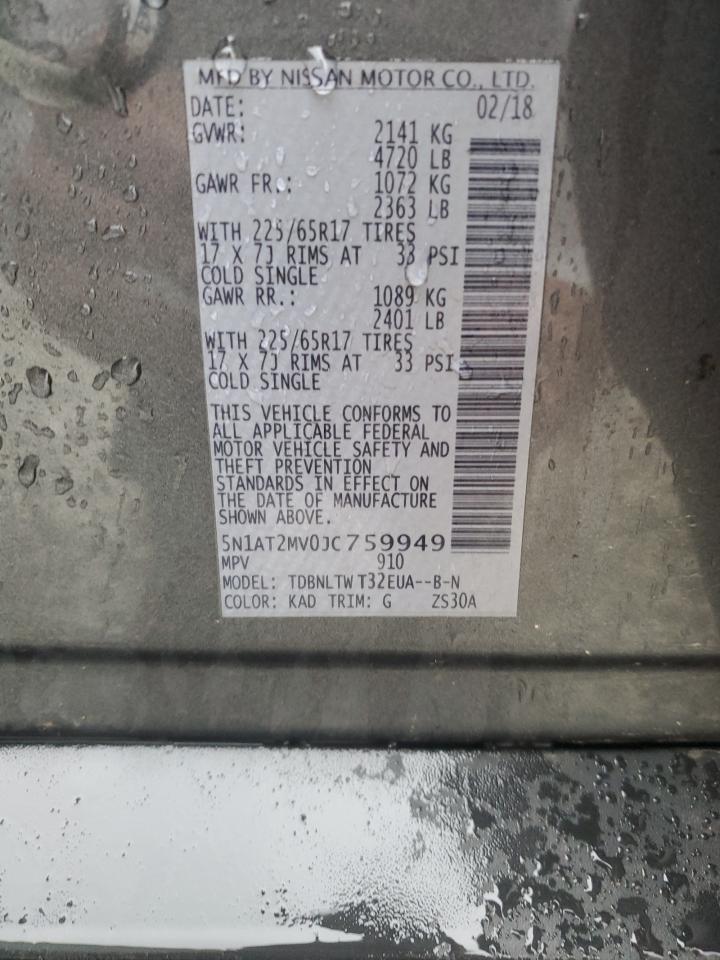 MFD BY NISSAN MOTOR CO., LTD.
DATE: 02/18
GVWR: 2141 KG
4720 LB
GAWR FR.: 1072 KG
2363 LB
WITH 225/65R17 TIRES
17 X 7J RIMS AT 33 PSI
COLD SINGLE
GAWR RR.: 1089 KG
2401 LB
WITH 225/65R17 TIRES
17 X 7J RIMS AT 33 PSI
COLD SINGLE
THIS VEHICLE CONFORMS TO
ALL APPLICABLE FEDERAL
MOTOR VEHICLE SAFETY AND
THEFT PREVENTION
STANDARDS IN EFFECT ON
THE DATE OF MANUFACTURE
SHOWN ABOVE.
5N1AT2MV0JC759949
MPV 910
MODEL: TDBNLTW T32EUA--B-N
COLOR: KAD TRIM: G ZS30A